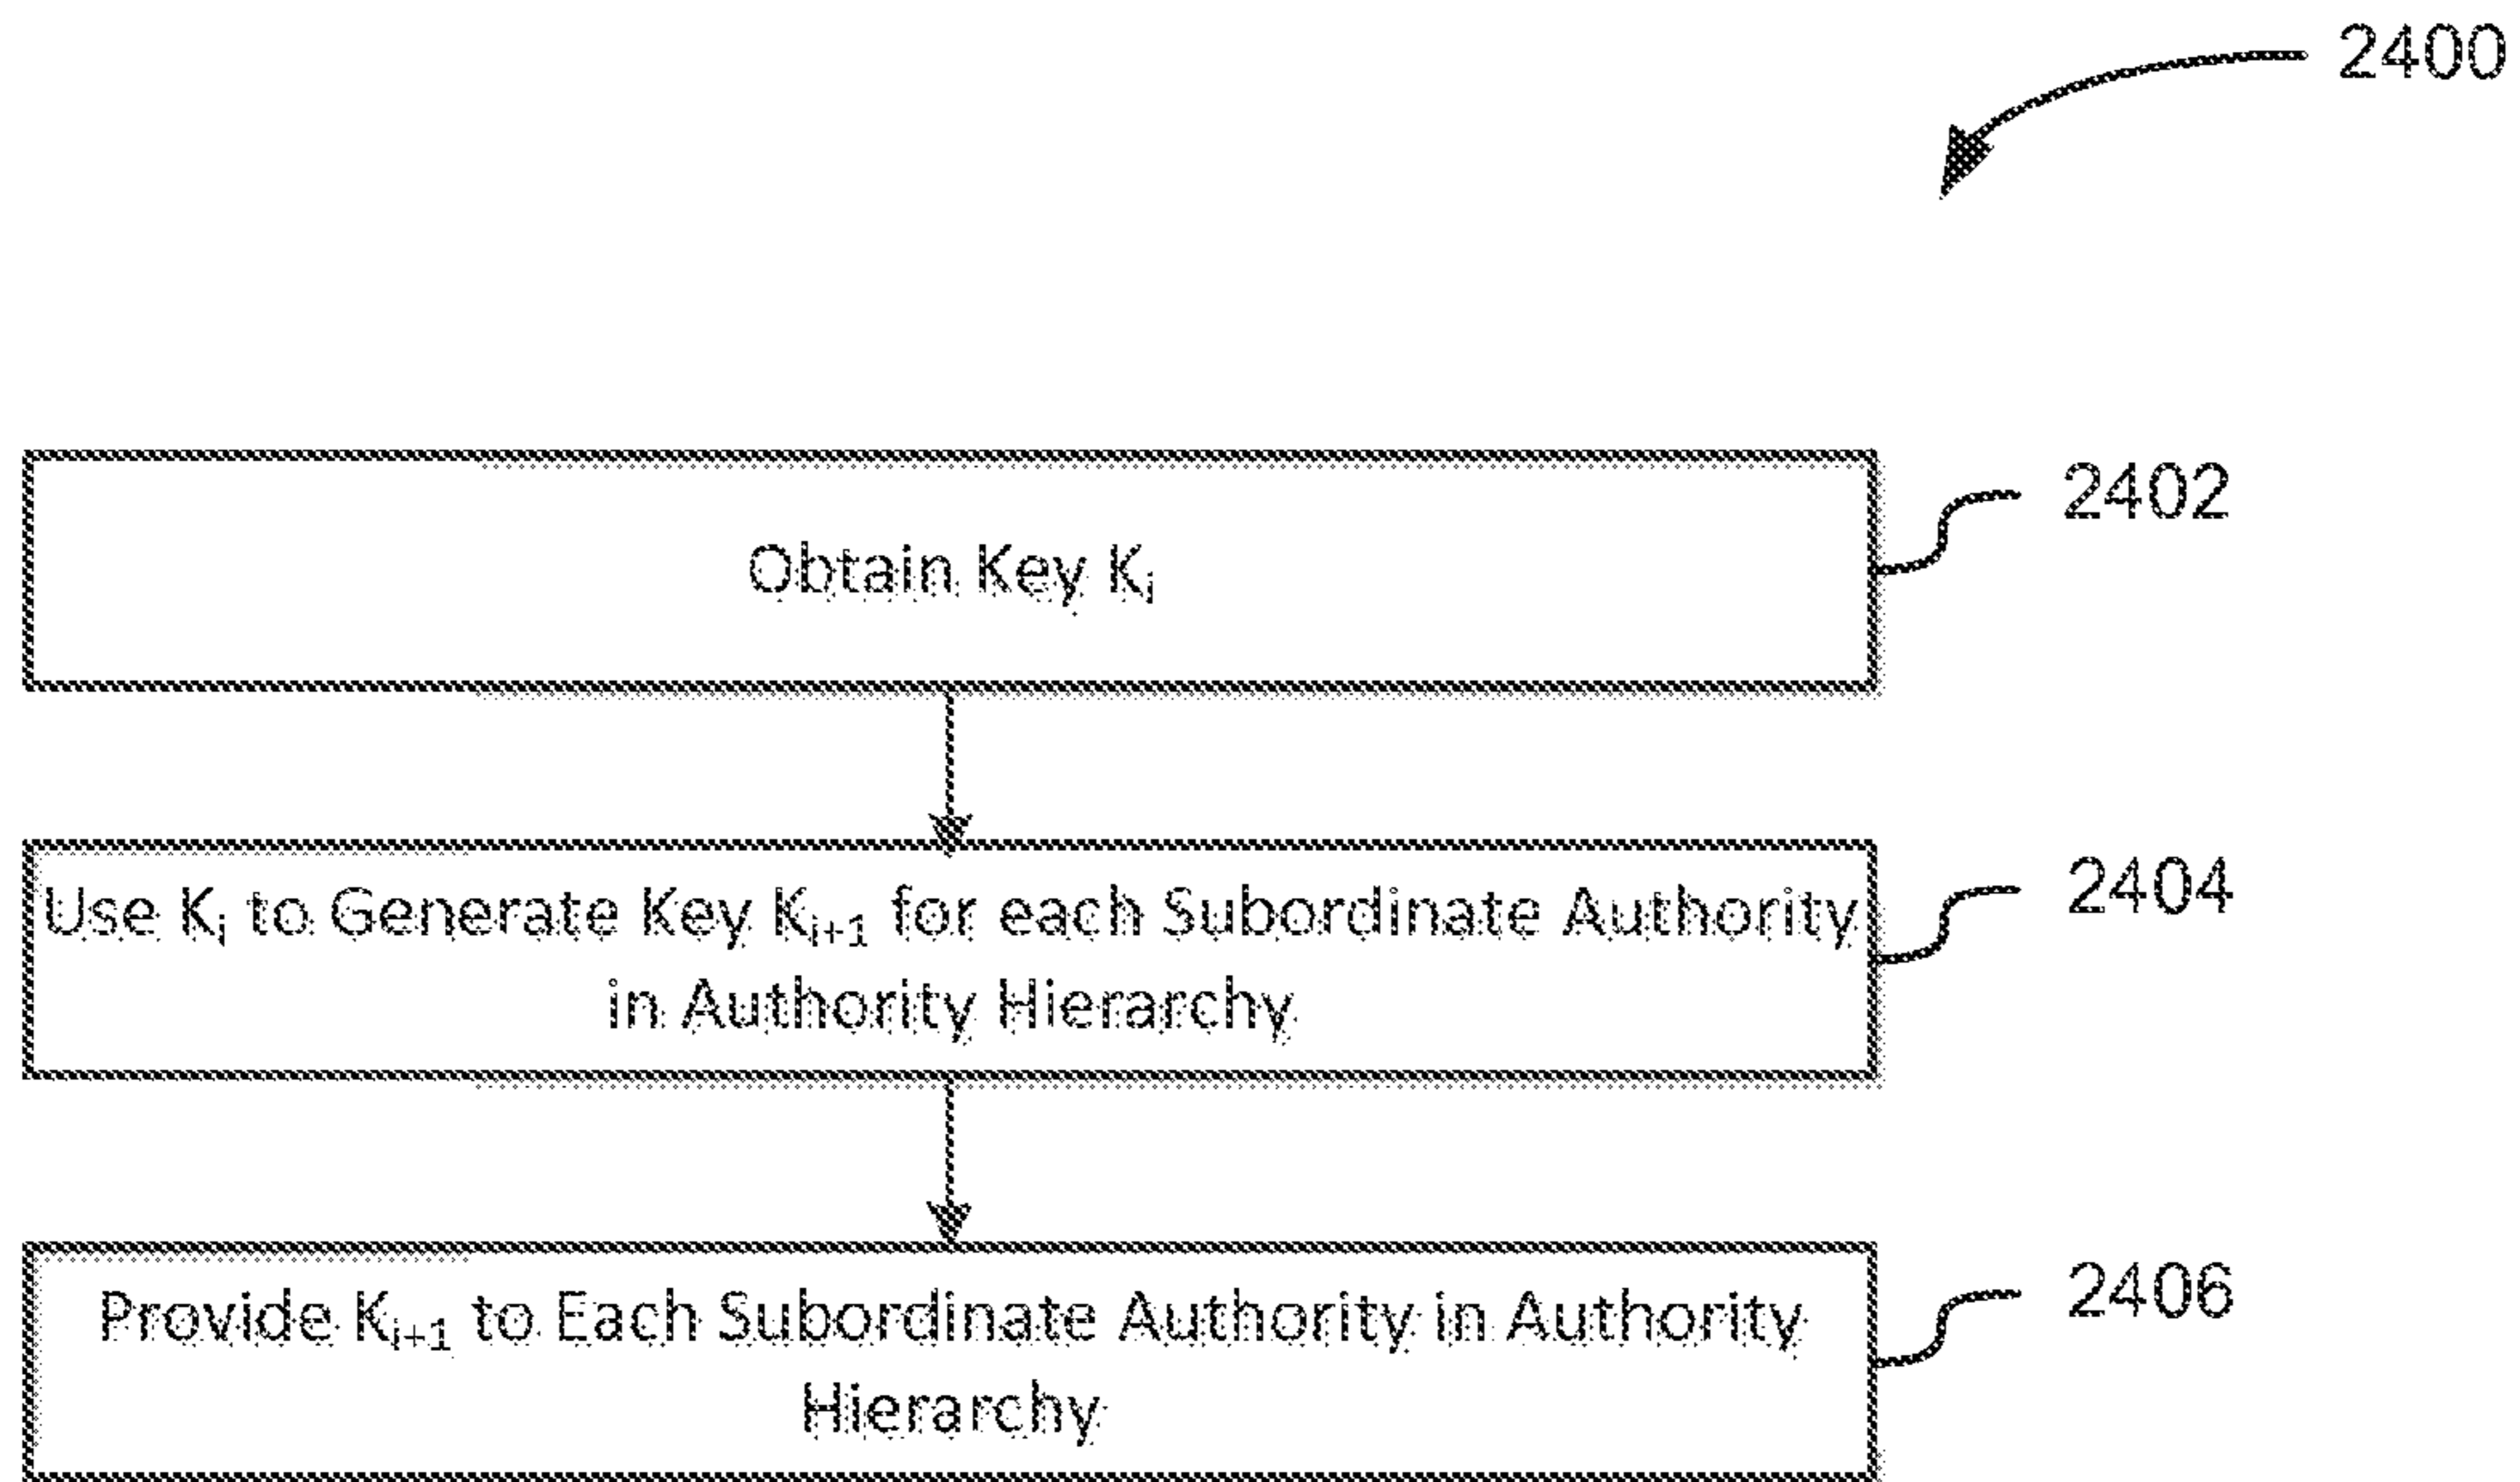 2400
Obtain Key Kᵢ
2402
Use Kᵢ to Generate Key Kᵢ₊₁ for each Subordinate Authority
in Authority Hierarchy
2404
Provide Kᵢ₊₁ to Each Subordinate Authority in Authority
Hierarchy
2406